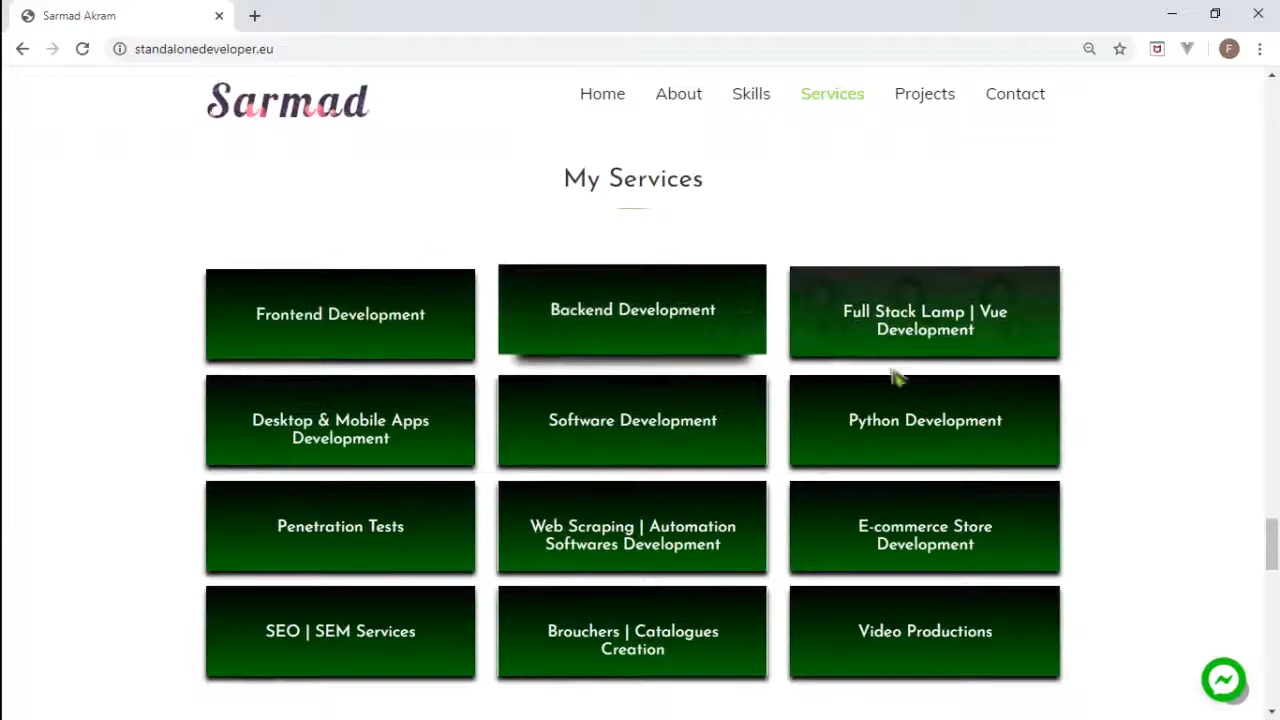 Sarmad Akram
standalonedeveloper.eu
F
Sarmad
Home About Skills Services Projects Contact
My Services
Frontend Development
Backend Development
Full Stack Lamp | Vue
Development
Desktop & Mobile Apps
Development
Software Development
Python Development
Penetration Tests
Web Scraping | Automation
Softwares Development
E-commerce Store
Development
SEO | SEM Services
Brouchers | Catalogues
Creation
Video Productions